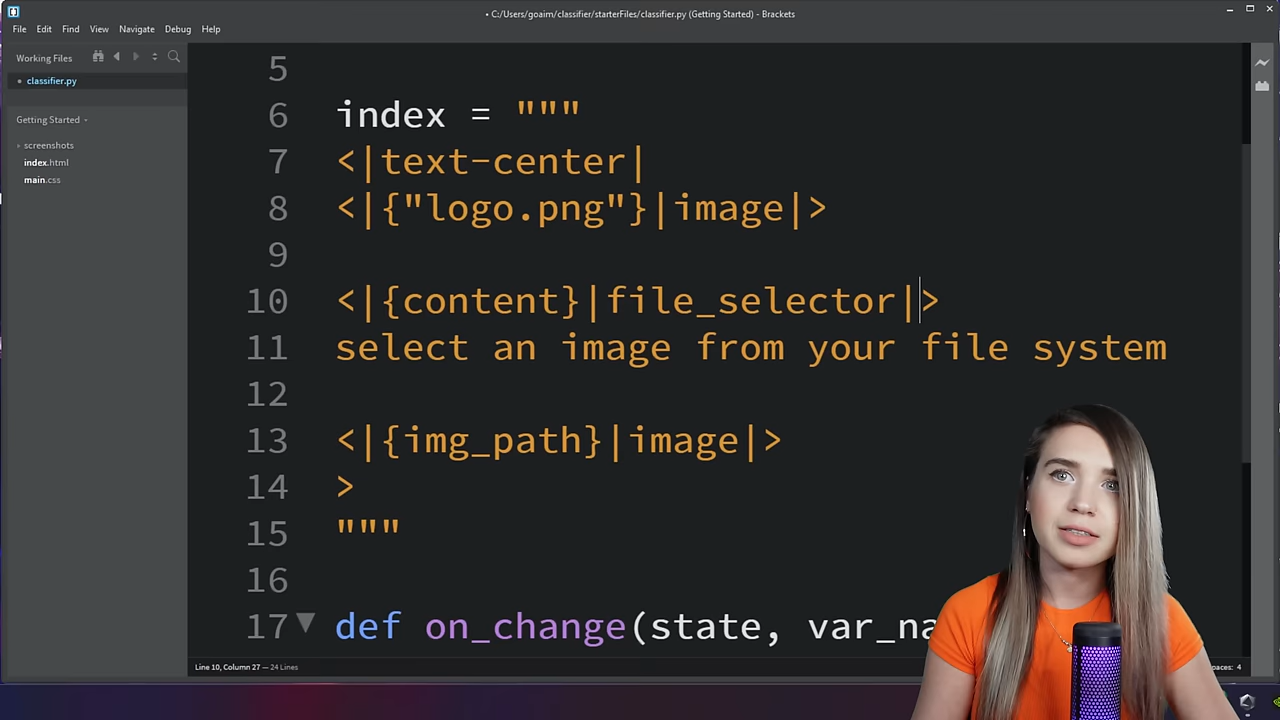 • C:/Users/goaim/classifier/starterFiles/classifier.py (Getting Started) - Brackets
File Edit Find View Navigate Debug Help
Working Files
• classifier.py
Getting Started
screenshots
index.html
main.css
5
6 index = """
7 <|text-center|
8 <|{"logo.png"}|image|>
9
10 <|{content}|file_selector|>
11 select an image from your file system
12
13 <|{img_path}|image|>
14 >
15 """
16
17 def on_change(state, var_na
Line 10, Column 27 — 24 Lines
paces: 4